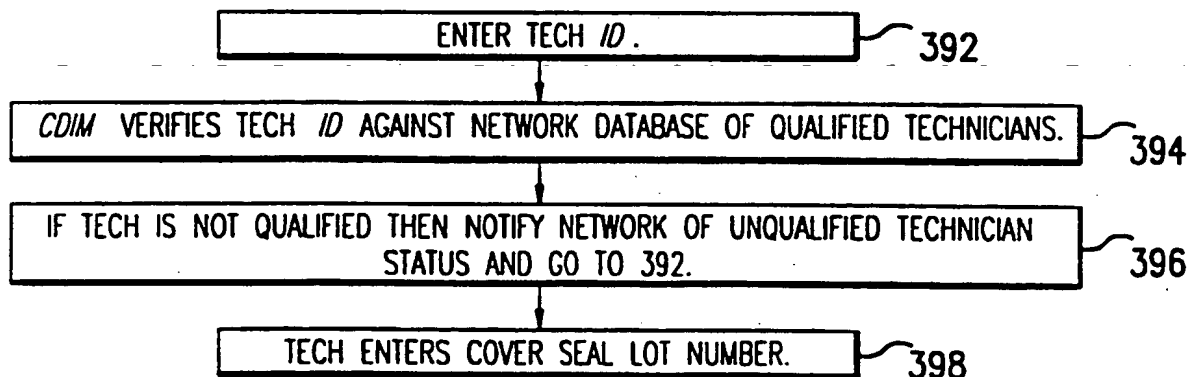 ENTER TECH ID.
392
CDIM VERIFIES TECH ID AGAINST NETWORK DATABASE OF QUALIFIED TECHNICIANS.
394
IF TECH IS NOT QUALIFIED THEN NOTIFY NETWORK OF UNQUALIFIED TECHNICIAN
STATUS AND GO TO 392.
396
TECH ENTERS COVER SEAL LOT NUMBER.
398